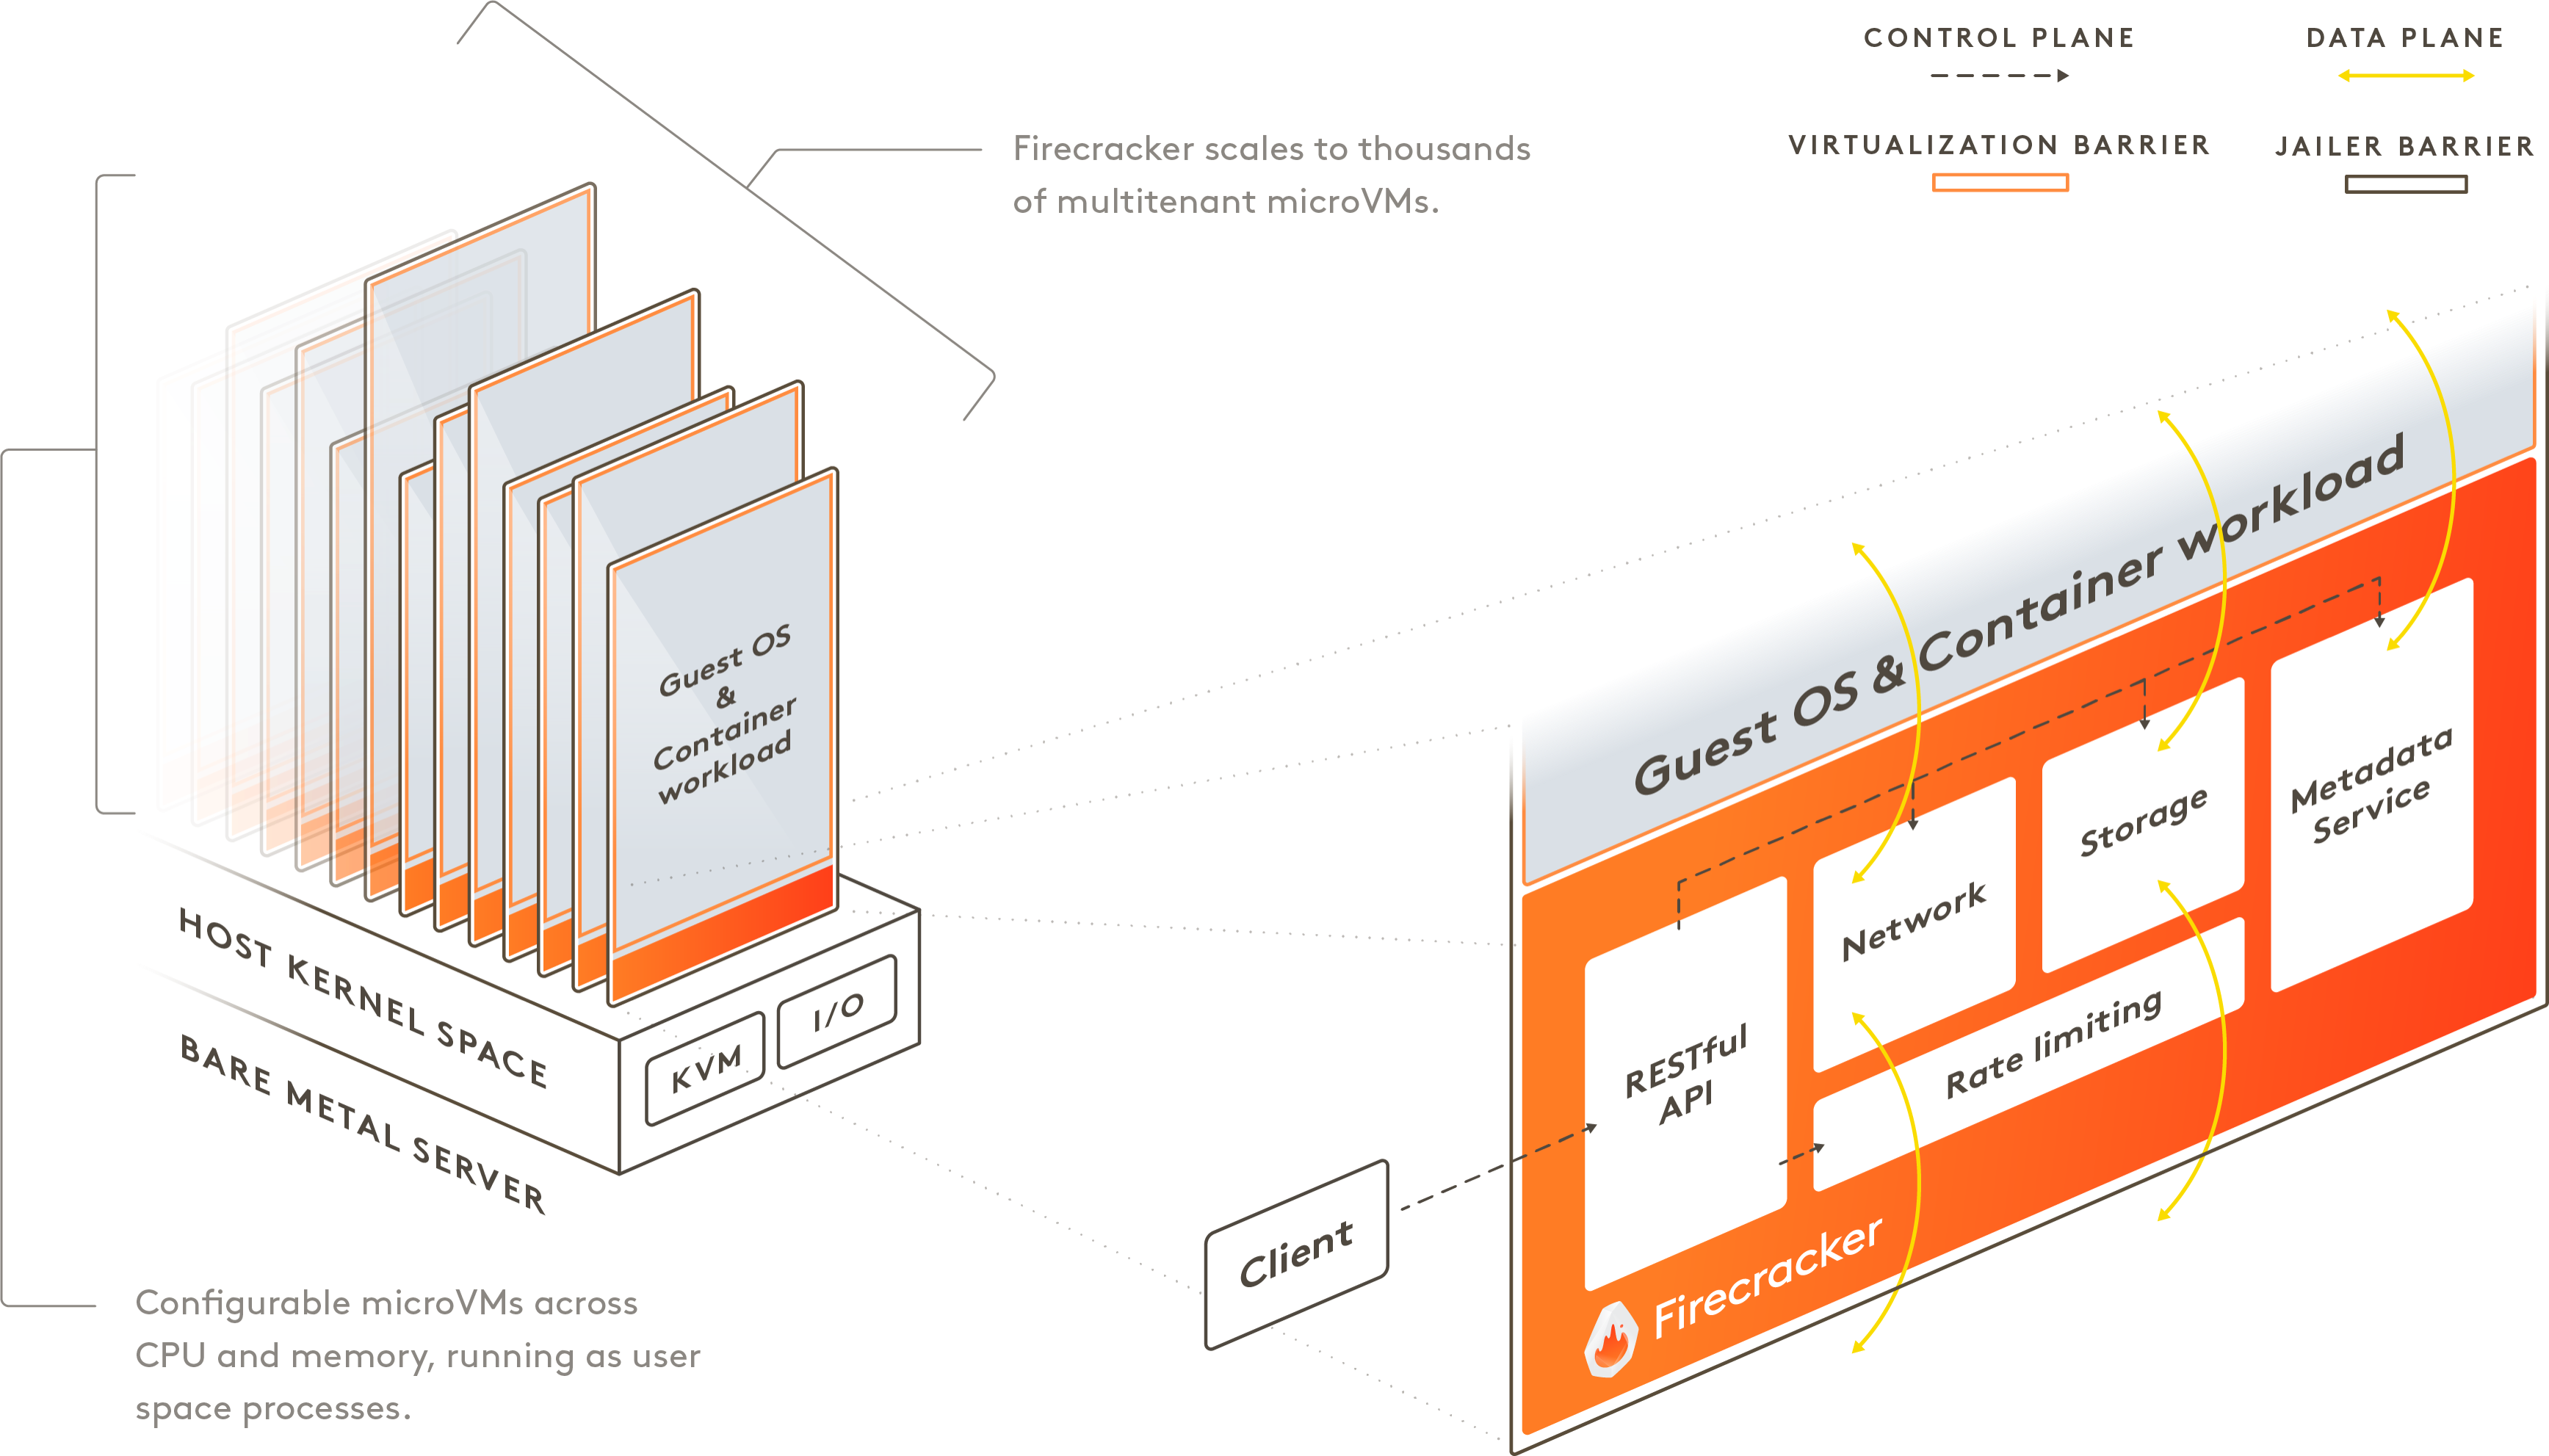 CONTROL PLANE
DATA PLANE
VIRTUALIZATION BARRIER
JAILER BARRIER
Firecracker scales to thousands
of multitenant microVMs.
Guest OS
&
Container
workload
HOST KERNEL SPACE
BARE METAL SERVER
KVM
I/O
Configurable microVMs across
CPU and memory, running as user
space processes.
Client
Guest OS & Container workload
RESTful
API
Network
Storage
Metadata
Service
Rate limiting
Firecracker